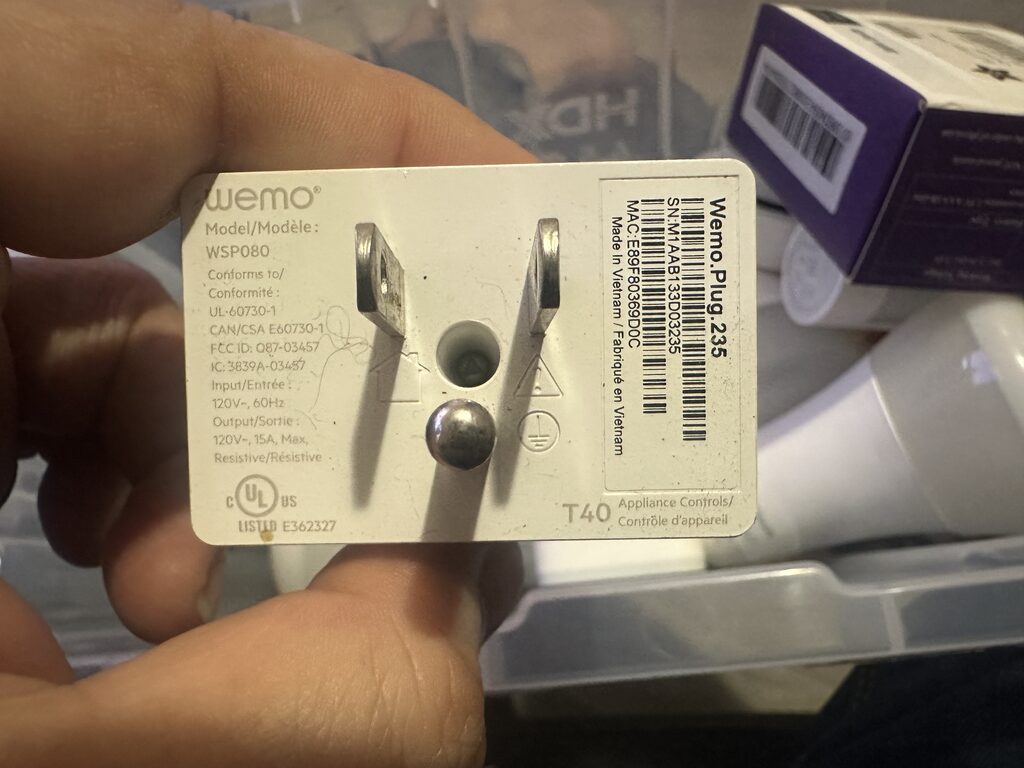 wemo®
Model/Modèle:
WSP080
Conforms to/
Conformité:
UL-60730-1
CAN/CSA E60730-1
FCC ID: Q87-03457
IC: 3839A-03457
Input/Entrée:
120V~, 60Hz
Output/Sortie:
120V~, 15A, Max,
Resistive/Résistive
C UL US
LISTED E362327
T40
Appliance Controls/
Contrôle d'appareil
Wemo.Plug.235
SN:M1AAB133D03235
MAC:E89F80369D0C
Made In Vietnam / Fabriqué en Vietnam
HDX